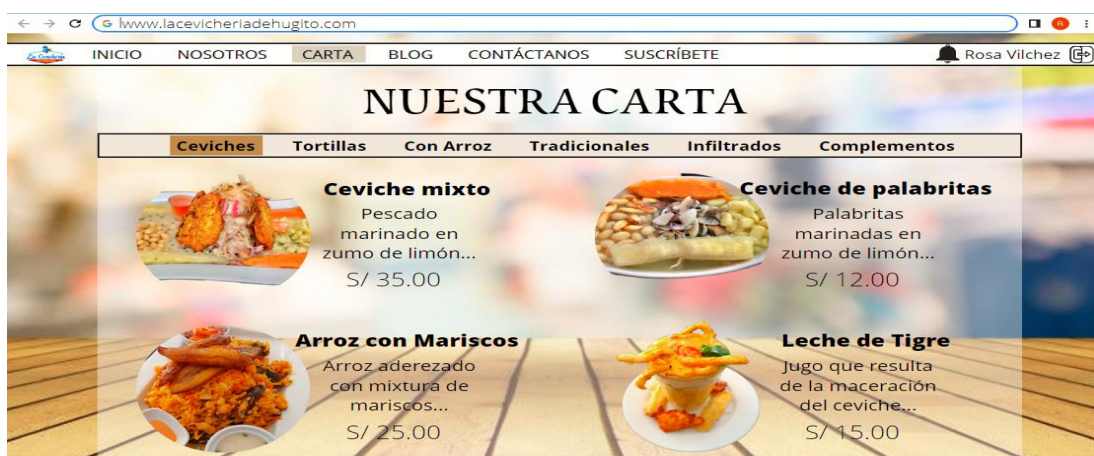 lwww.lacevicheriadehugito.com
R
INICIO NOSOTROS CARTA BLOG CONTÁCTANOS SUSCRÍBETE Rosa Vilchez
NUESTRA CARTA
Ceviches Tortillas Con Arroz Tradicionales Infiltrados Complementos
Ceviche mixto
Pescado
marinado en
zumo de limón...
S/ 35.00
Ceviche de palabritas
Palabritas
marinadas en
zumo de limón...
S/ 12.00
Arroz con Mariscos
Arroz aderezado
con mixtura de
mariscos...
S/ 25.00
Leche de Tigre
Jugo que resulta
de la maceración
del ceviche...
S/ 15.00